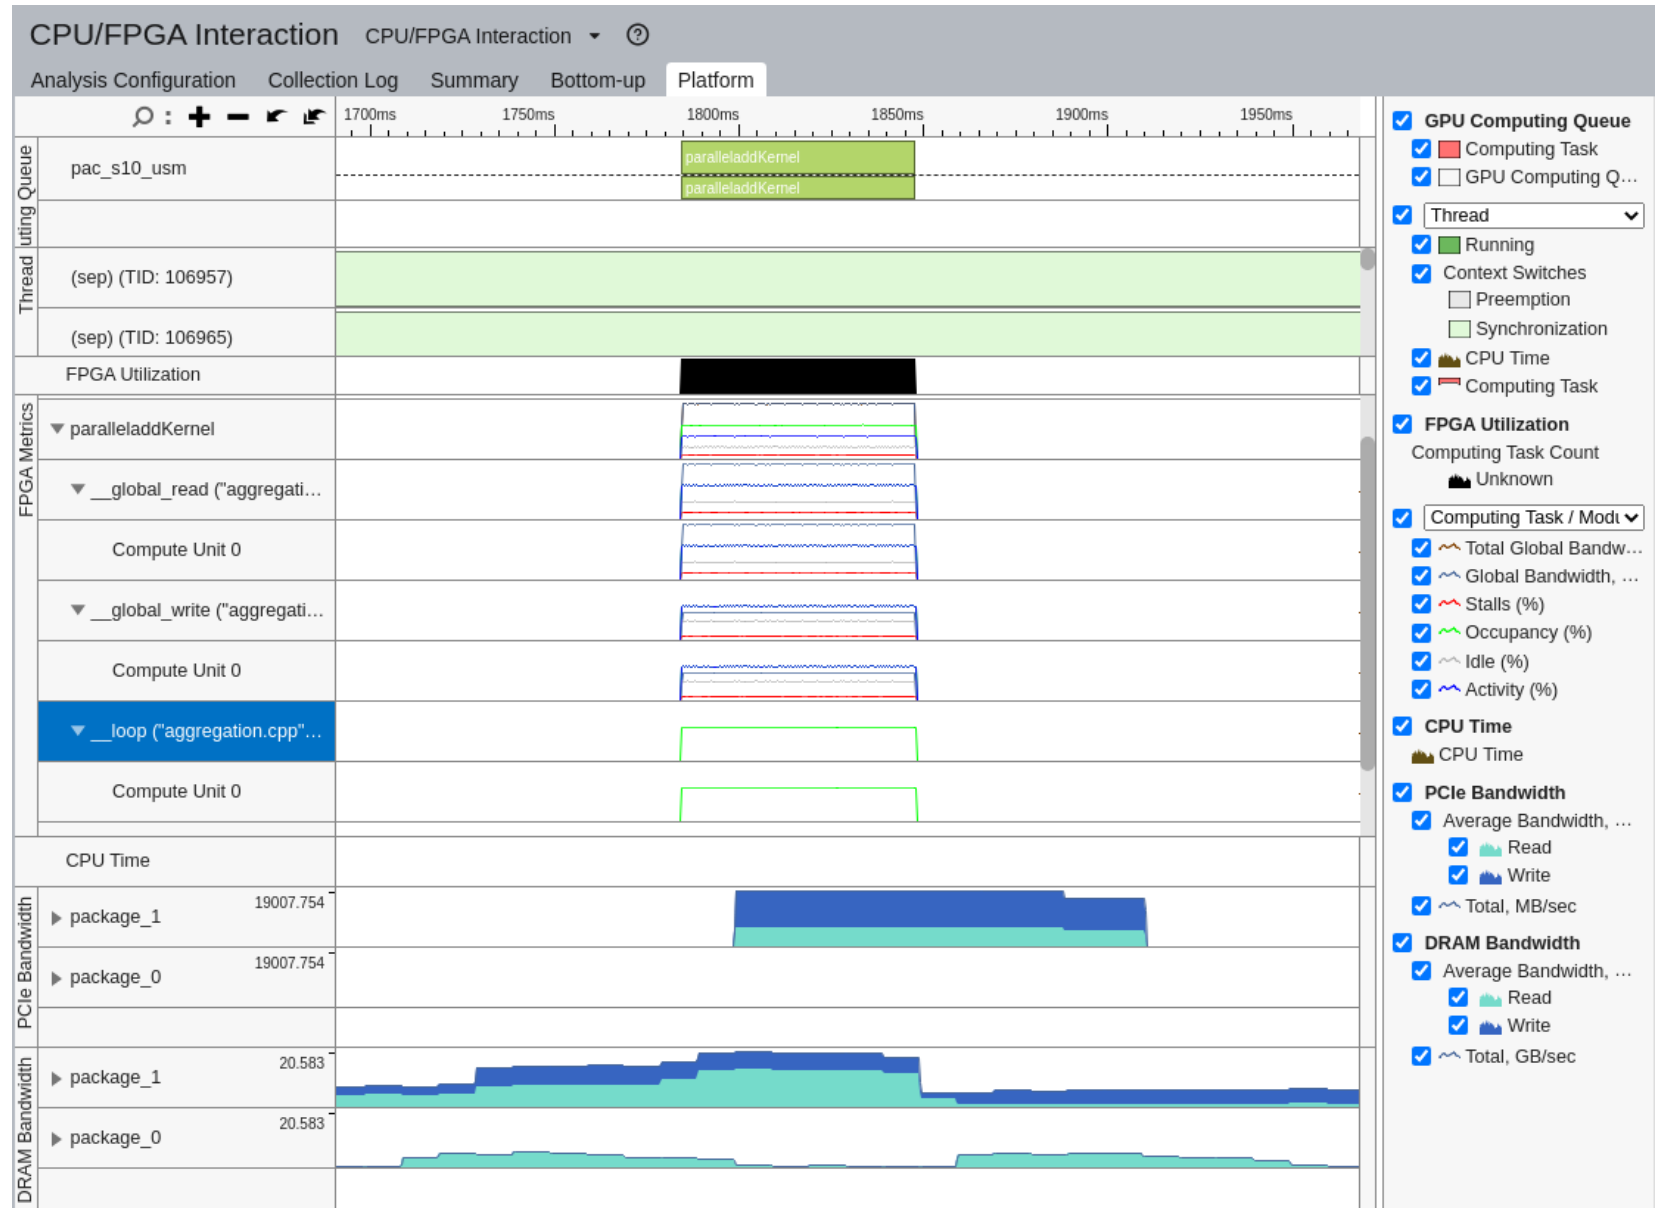 CPU/FPGA Interaction CPU/FPGA Interaction
Analysis Configuration Collection Log Summary Bottom-up Platform
1700ms 1750ms 1800ms 1850ms 1900ms 1950ms
uting Queue
pac_s10_usm
paralleladdKernel
paralleladdKernel
Thread
(sep) (TID: 106957)
(sep) (TID: 106965)
FPGA Utilization
FPGA Metrics
paralleladdKernel
__global_read ("aggregati...
Compute Unit 0
__global_write ("aggregati...
Compute Unit 0
__loop ("aggregation.cpp"...
Compute Unit 0
CPU Time
PCIe Bandwidth
package_1 19007.754
package_0 19007.754
DRAM Bandwidth
package_1 20.583
package_0 20.583
GPU Computing Queue
Computing Task
GPU Computing Q...
Thread
Running
Context Switches
Preemption
Synchronization
CPU Time
Computing Task
FPGA Utilization
Computing Task Count
Unknown
Computing Task / Modu
Total Global Bandw...
Global Bandwidth, ...
Stalls (%)
Occupancy (%)
Idle (%)
Activity (%)
CPU Time
CPU Time
PCIe Bandwidth
Average Bandwidth, ...
Read
Write
Total, MB/sec
DRAM Bandwidth
Average Bandwidth, ...
Read
Write
Total, GB/sec